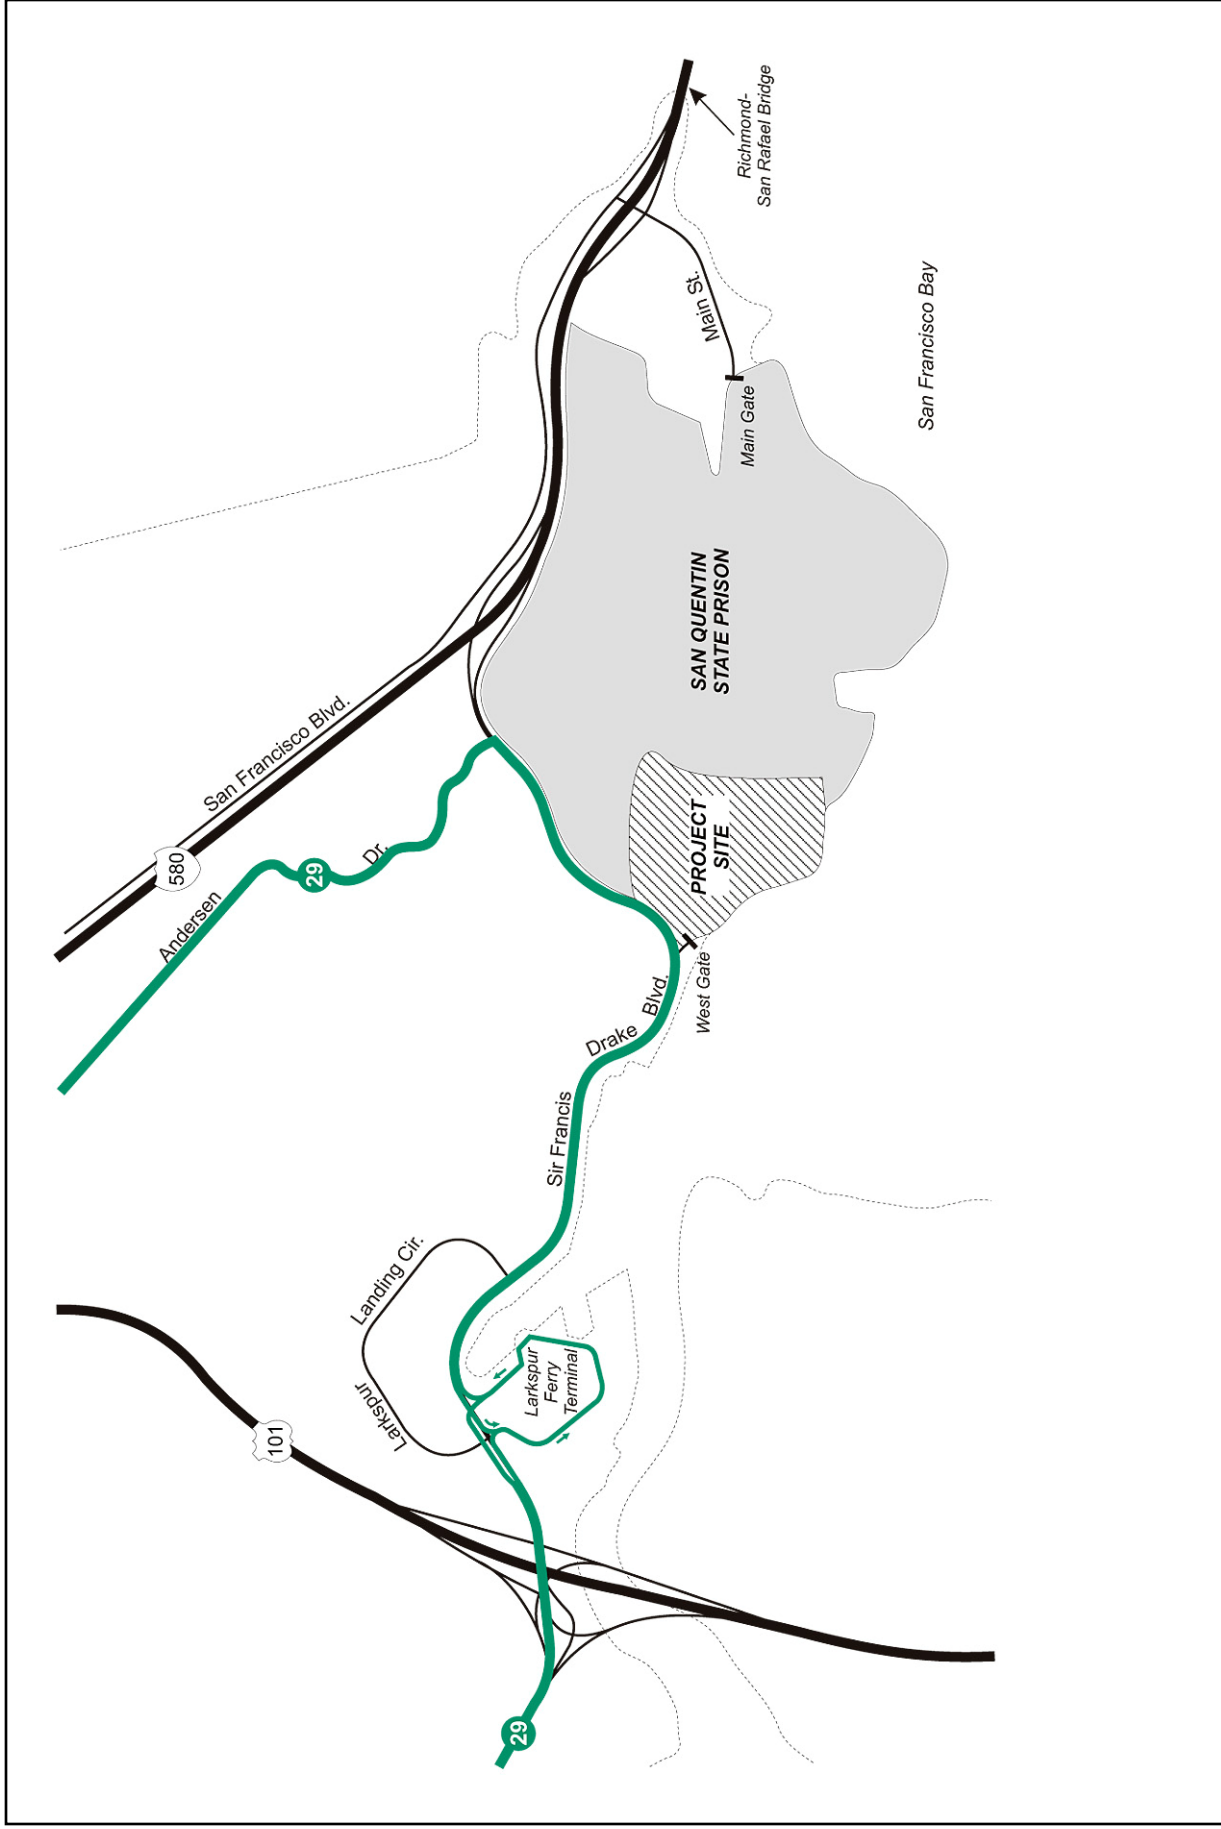 101
580
San Francisco Blvd.
Andersen
Dr.
29
Larkspur
Landing Cir.
Larkspur
Ferry
Terminal
29
Sir Francis
Drake
Blvd.
West Gate
PROJECT
SITE
SAN QUENTIN
STATE PRISON
Main St.
Main Gate
Richmond-
San Rafael Bridge
San Francisco Bay